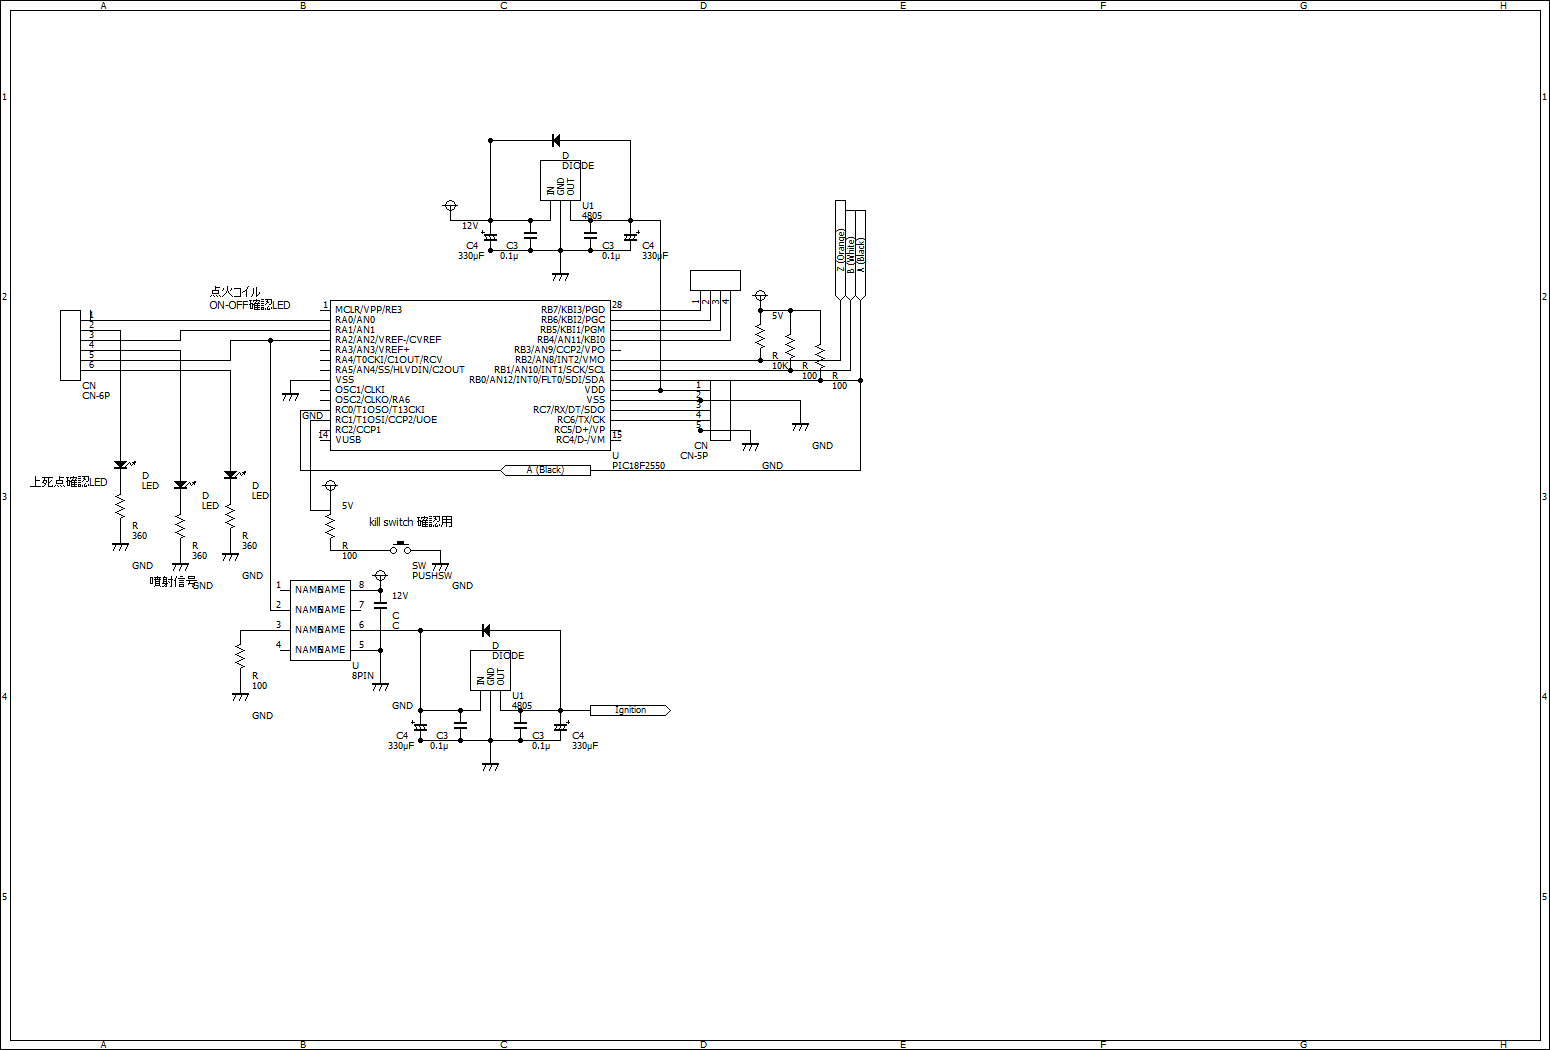 A B C D E F G H
1 1
D
DIODE
IN GND OUT
U1
4805
12V
C4
330μF
C3
0.1μ
C3
0.1μ
C4
330μF
Z (Orange)
B (White)
A (Black)
2 2
点火コイル
ON-OFF確認LED
1 2 3 4
5V
R
10K
R
100
R
100
1
2
3
4
5
6
CN
CN-6P
1 MCLR/VPP/RE3
RA0/AN0
RA1/AN1
RA2/AN2/VREF-/CVREF
RA3/AN3/VREF+
RA4/T0CKI/C1OUT/RCV
RA5/AN4/SS/HLVDIN/C2OUT
VSS
OSC1/CLKI
OSC2/CLKO/RA6
RC0/T1OSO/T13CKI
RC1/T1OSI/CCP2/UOE
RC2/CCP1
14 VUSB
RB7/KBI3/PGD 28
RB6/KBI2/PGC
RB5/KBI1/PGM
RB4/AN11/KBI0
RB3/AN9/CCP2/VPO
RB2/AN8/INT2/VMO
RB1/AN10/INT1/SCK/SCL
RB0/AN12/INT0/FLT0/SDI/SDA
VDD
VSS
RC7/RX/DT/SDO
RC6/TX/CK
RC5/D+/VP
RC4/D-/VM 15
U
PIC18F2550
GND
1
2
3
4
5
CN
CN-5P
GND
GND
A (Black)
3 3
上死点確認LED
D
LED
D
LED
D
LED
R
360
R
360
R
360
GND
噴射信号
GND
GND
5V
kill switch 確認用
R
100
SW
PUSHSW
GND
1 NAME NAME 8
2 NAME NAME 7
3 NAME NAME 6
4 NAME NAME 5
U
8PIN
12V
C
C
R
100
GND
GND
4 4
D
DIODE
IN GND OUT
U1
4805
Ignition
C4
330μF
C3
0.1μ
C3
0.1μ
C4
330μF
5 5
A B C D E F G H